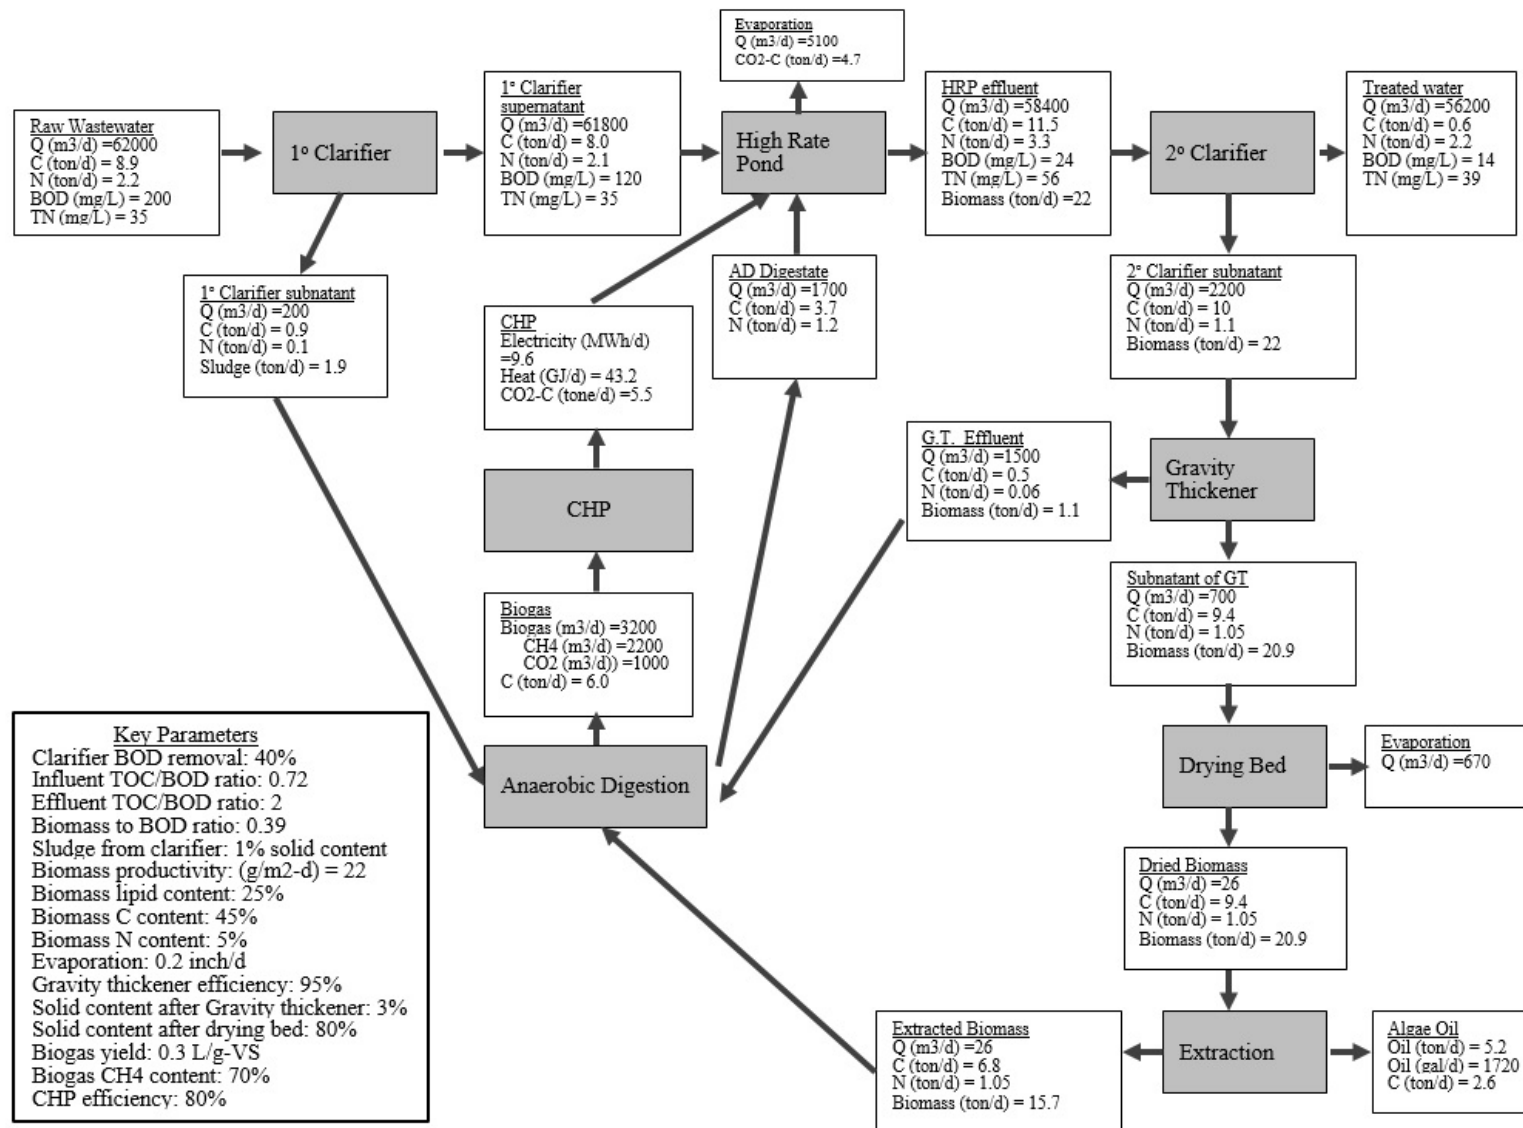 Evaporation
Q (m3/d) =5100
CO2-C (ton/d) =4.7
Raw Wastewater
Q (m3/d) =62000
C (ton/d) = 8.9
N (ton/d) = 2.2
BOD (mg/L) = 200
TN (mg/L) = 35
1º Clarifier
1º Clarifier
supernatant
Q (m3/d) =61800
C (ton/d) = 8.0
N (ton/d) = 2.1
BOD (mg/L) = 120
TN (mg/L) = 35
High Rate
Pond
HRP effluent
Q (m3/d) =58400
C (ton/d) = 11.5
N (ton/d) = 3.3
BOD (mg/L) = 24
TN (mg/L) = 56
Biomass (ton/d) =22
2º Clarifier
Treated water
Q (m3/d) =56200
C (ton/d) = 0.6
N (ton/d) = 2.2
BOD (mg/L) = 14
TN (mg/L) = 39
1º Clarifier subnatant
Q (m3/d) =200
C (ton/d) = 0.9
N (ton/d) = 0.1
Sludge (ton/d) = 1.9
CHP
Electricity (MWh/d)
=9.6
Heat (GJ/d) = 43.2
CO2-C (tone/d) =5.5
AD Digestate
Q (m3/d) =1700
C (ton/d) = 3.7
N (ton/d) = 1.2
2º Clarifier subnatant
Q (m3/d) =2200
C (ton/d) = 10
N (ton/d) = 1.1
Biomass (ton/d) = 22
CHP
G.T. Effluent
Q (m3/d) =1500
C (ton/d) = 0.5
N (ton/d) = 0.06
Biomass (ton/d) = 1.1
Gravity
Thickener
Biogas
Biogas (m3/d) =3200
CH4 (m3/d) =2200
CO2 (m3/d)) =1000
C (ton/d) = 6.0
Subnatant of GT
Q (m3/d) =700
C (ton/d) = 9.4
N (ton/d) = 1.05
Biomass (ton/d) = 20.9
Anaerobic Digestion
Drying Bed
Evaporation
Q (m3/d) =670
Key Parameters
Clarifier BOD removal: 40%
Influent TOC/BOD ratio: 0.72
Effluent TOC/BOD ratio: 2
Biomass to BOD ratio: 0.39
Sludge from clarifier: 1% solid content
Biomass productivity: (g/m2-d) = 22
Biomass lipid content: 25%
Biomass C content: 45%
Biomass N content: 5%
Evaporation: 0.2 inch/d
Gravity thickener efficiency: 95%
Solid content after Gravity thickener: 3%
Solid content after drying bed: 80%
Biogas yield: 0.3 L/g-VS
Biogas CH4 content: 70%
CHP efficiency: 80%
Dried Biomass
Q (m3/d) =26
C (ton/d) = 9.4
N (ton/d) = 1.05
Biomass (ton/d) = 20.9
Extracted Biomass
Q (m3/d) =26
C (ton/d) = 6.8
N (ton/d) = 1.05
Biomass (ton/d) = 15.7
Extraction
Algae Oil
Oil (ton/d) = 5.2
Oil (gal/d) = 1720
C (ton/d) = 2.6